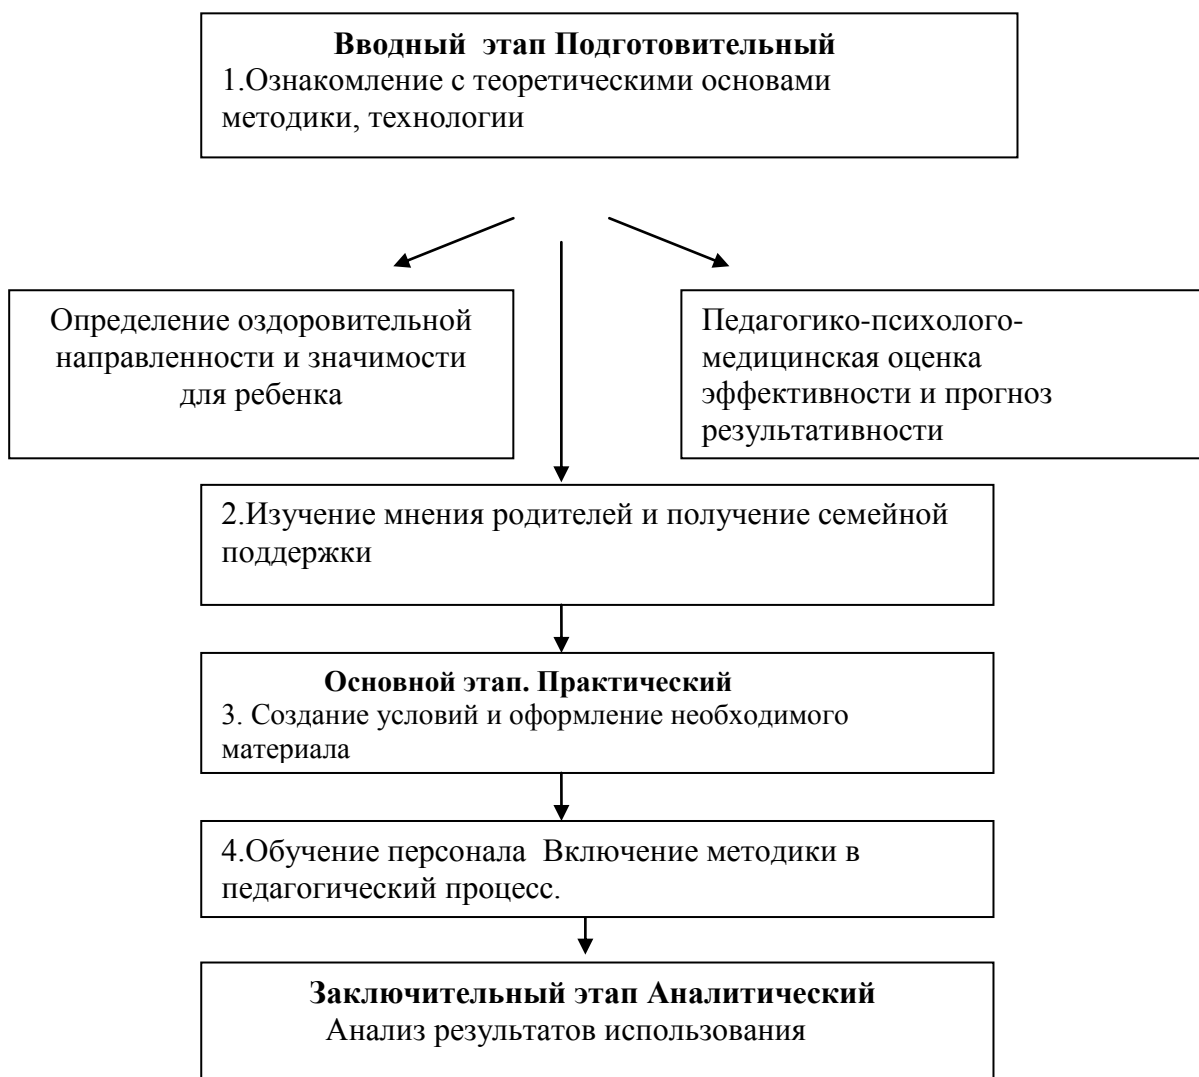 Вводный  этап Подготовительный
1.Ознакомление с теоретическими основами
методики, технологии
Определение оздоровительной
направленности и значимости
для ребенка
Педагогико-психолого-
медицинская оценка
эффективности и прогноз
результативности
2.Изучение мнения родителей и получение семейной
поддержки
Основной этап. Практический
3. Создание условий и оформление необходимого
материала
4.Обучение персонала  Включение методики в
педагогический процесс.
Заключительный этап Аналитический
Анализ результатов использования